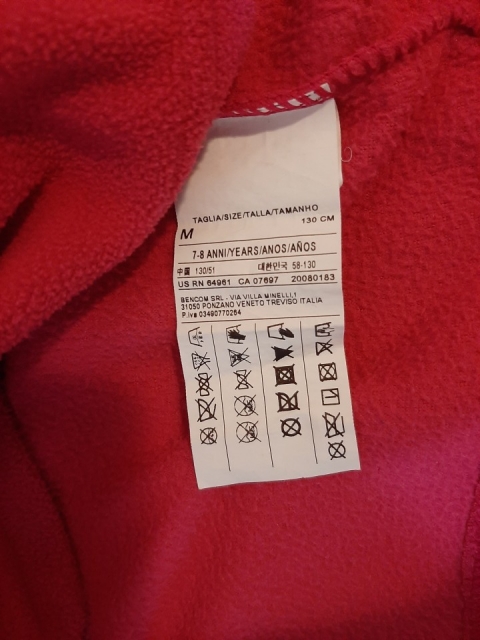 TAGLIA/SIZE/TALLA/TAMANHO
M 130 CM
7-8 ANNI/YEARS/ANOS/AÑOS
中國 130/51 대한민국 58-130
US RN 64961 CA 07697 20080183
BENCOM SRL - VIA VILLA MINELLI,1
31050 PONZANO VENETO TREVISO ITALIA
P.Iva 03490770264